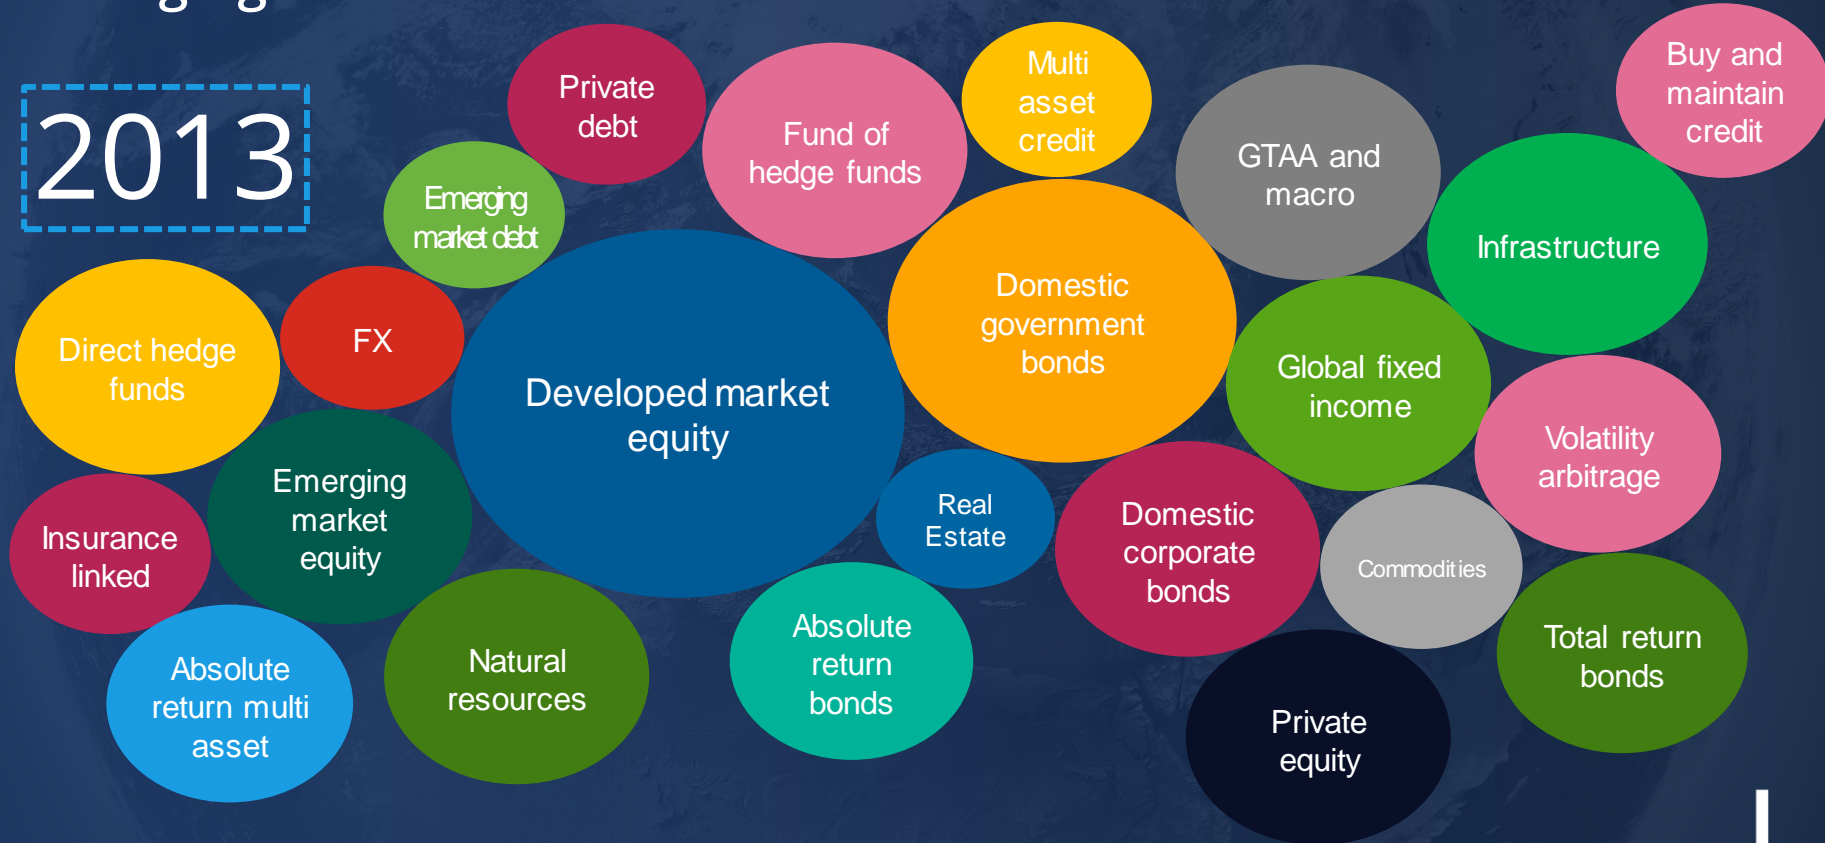 2013
Private
debt
Fund of
hedge funds
Multi
asset
credit
GTAA and
macro
Buy and
maintain
credit
Emerging
market debt
Infrastructure
Direct hedge
funds
FX
Developed market
equity
Domestic
government
bonds
Global fixed
income
Volatility
arbitrage
Insurance
linked
Emerging
market
equity
Real
Estate
Domestic
corporate
bonds
Commodities
Absolute
return multi
asset
Natural
resources
Absolute
return
bonds
Private
equity
Total return
bonds